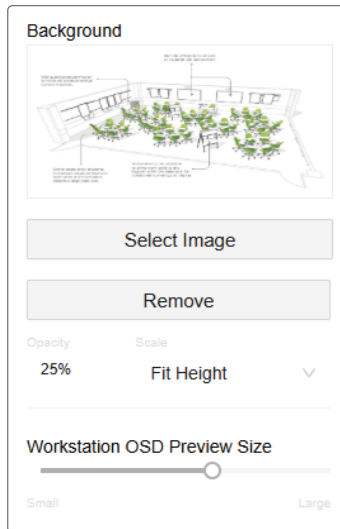 Background
Select Image
Remove
Opacity
Scale
25%
Fit Height
Workstation OSD Preview Size
Small
Large